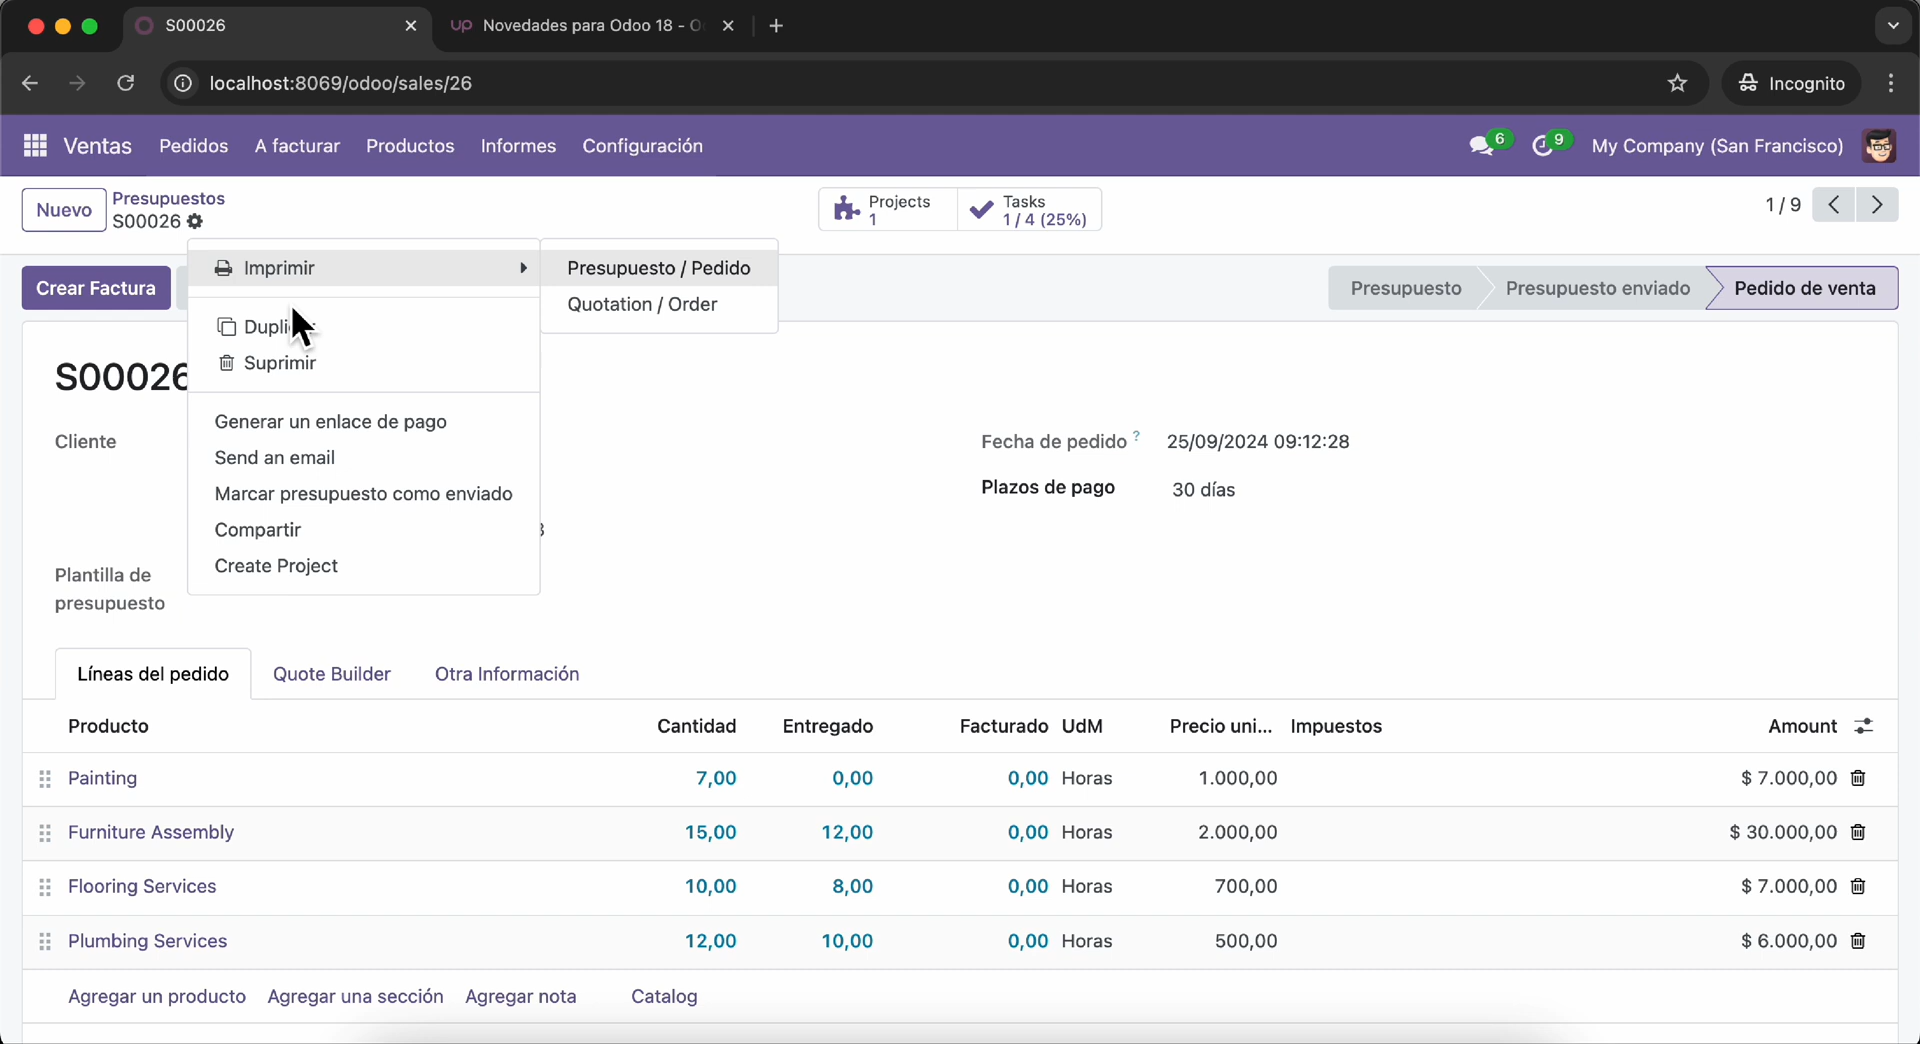 S00026
Novedades para Odoo 18 - O
localhost:8069/odoo/sales/26
Incognito
Ventas Pedidos A facturar Productos Informes Configuración
6 9 My Company (San Francisco)
Nuevo
Presupuestos
S00026
Projects
1
Tasks
1 / 4 (25%)
1 / 9
Crear Factura
Imprimir
Presupuesto / Pedido
Quotation / Order
Presupuesto Presupuesto enviado Pedido de venta
Suprimir
Generar un enlace de pago
Send an email
Marcar presupuesto como enviado
Compartir
Create Project
S00026
Cliente
Fecha de pedido ? 25/09/2024 09:12:28
Plazos de pago 30 días
Plantilla de
presupuesto
Líneas del pedido Quote Builder Otra Información
Producto Cantidad Entregado Facturado UdM Precio uni... Impuestos Amount
Painting 7,00 0,00 0,00 Horas 1.000,00 $ 7.000,00
Furniture Assembly 15,00 12,00 0,00 Horas 2.000,00 $ 30.000,00
Flooring Services 10,00 8,00 0,00 Horas 700,00 $ 7.000,00
Plumbing Services 12,00 10,00 0,00 Horas 500,00 $ 6.000,00
Agregar un producto Agregar una sección Agregar nota Catalog